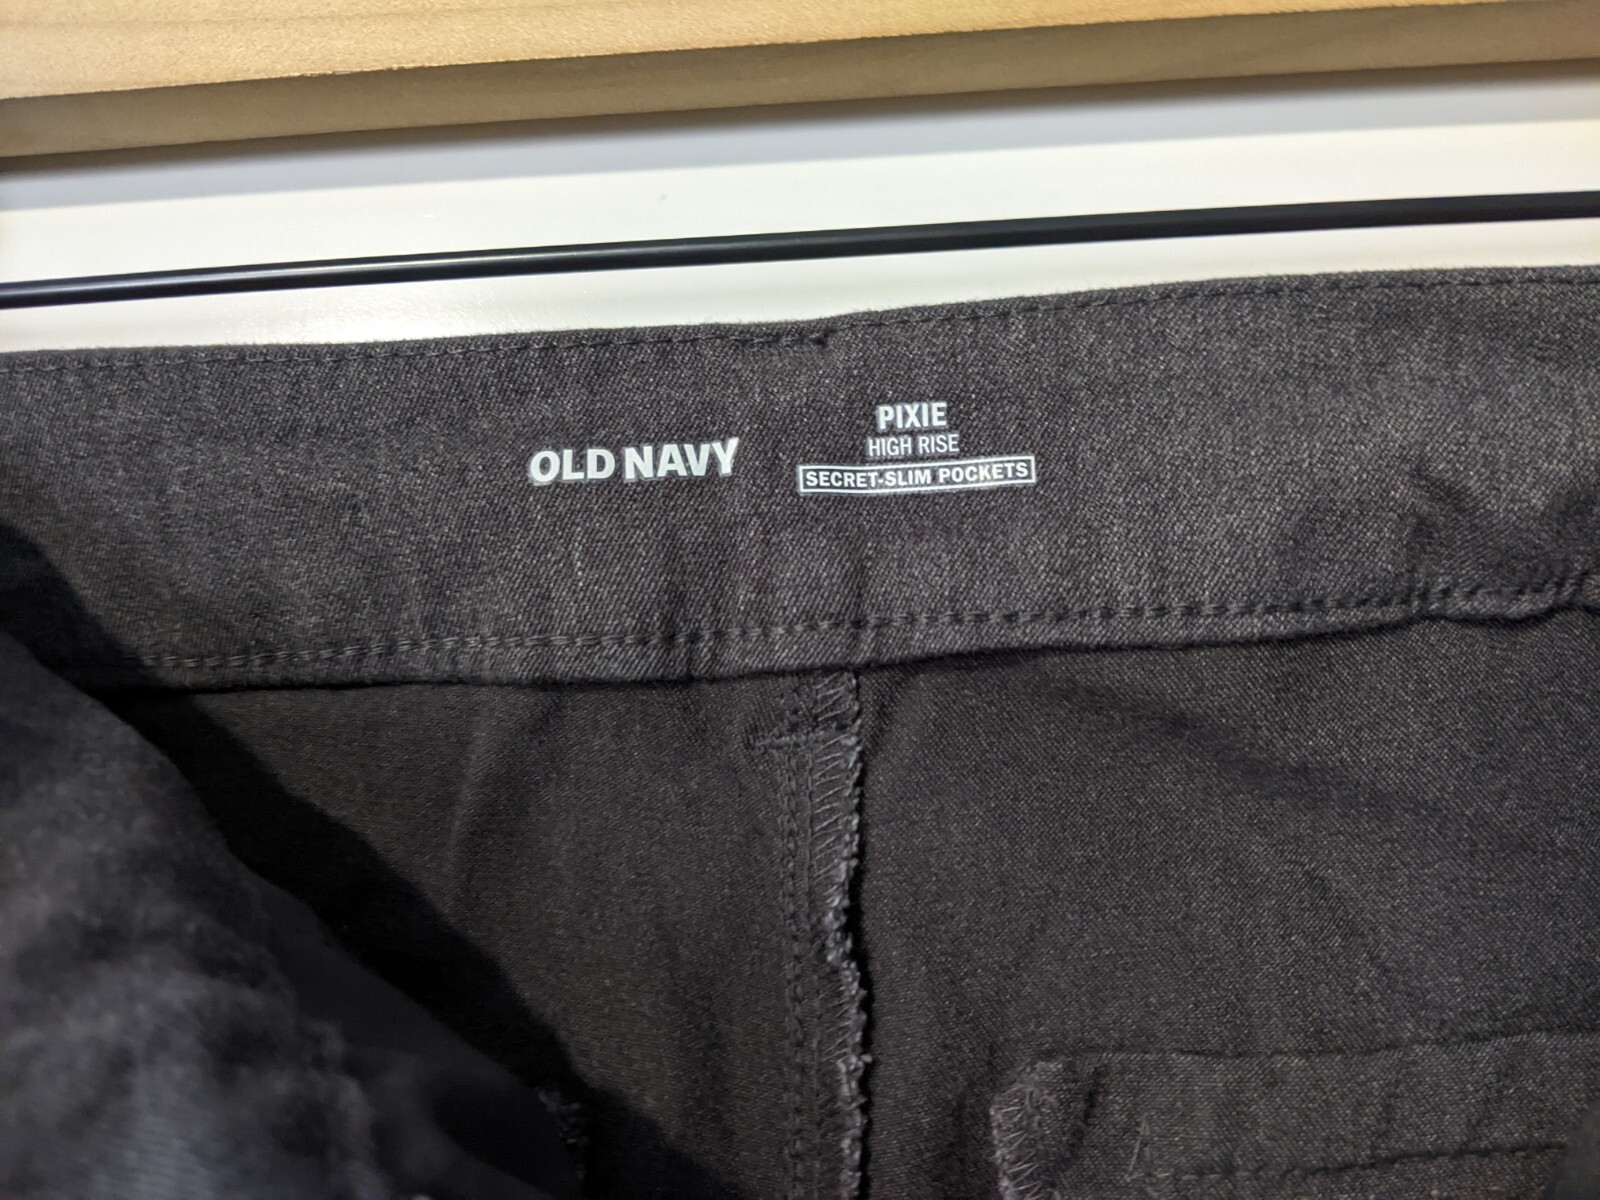 OLD NAVY
PIXIE
HIGH RISE
SECRET-SLIM POCKETS